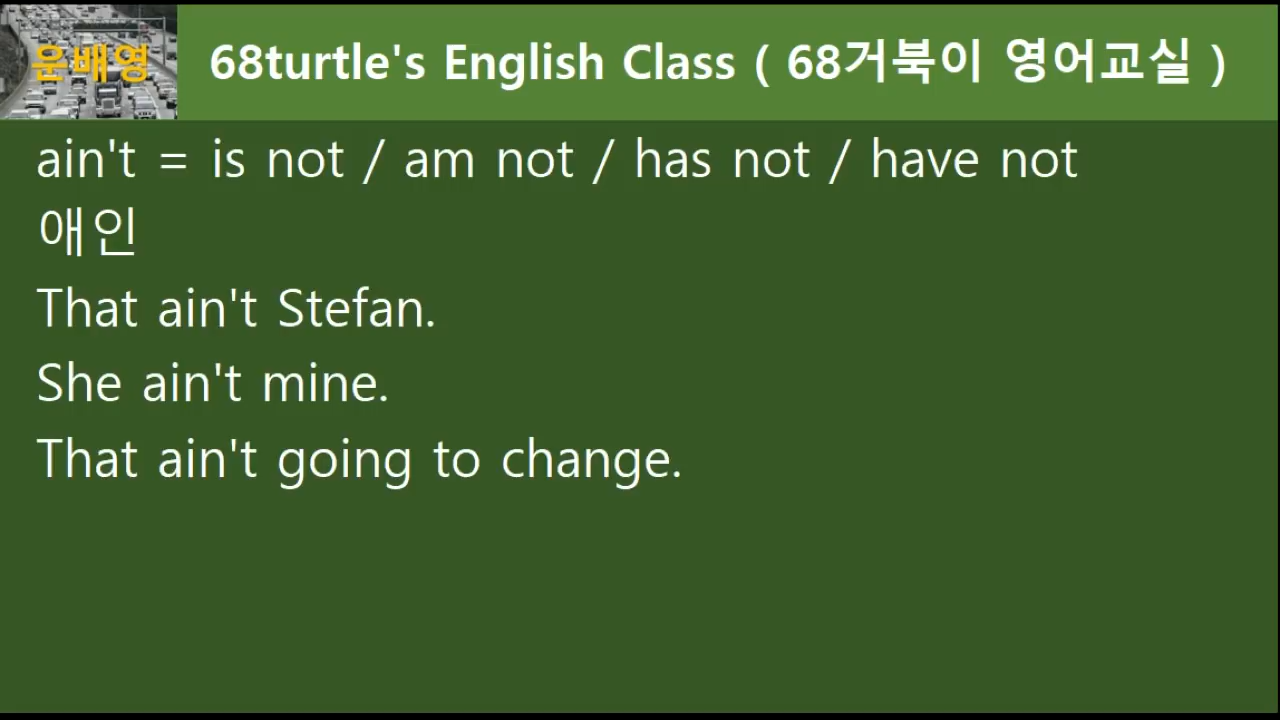 운배영
68turtle's English Class ( 68거북이 영어교실 )
ain't = is not / am not / has not / have not
애인
That ain't Stefan.
She ain't mine.
That ain't going to change.